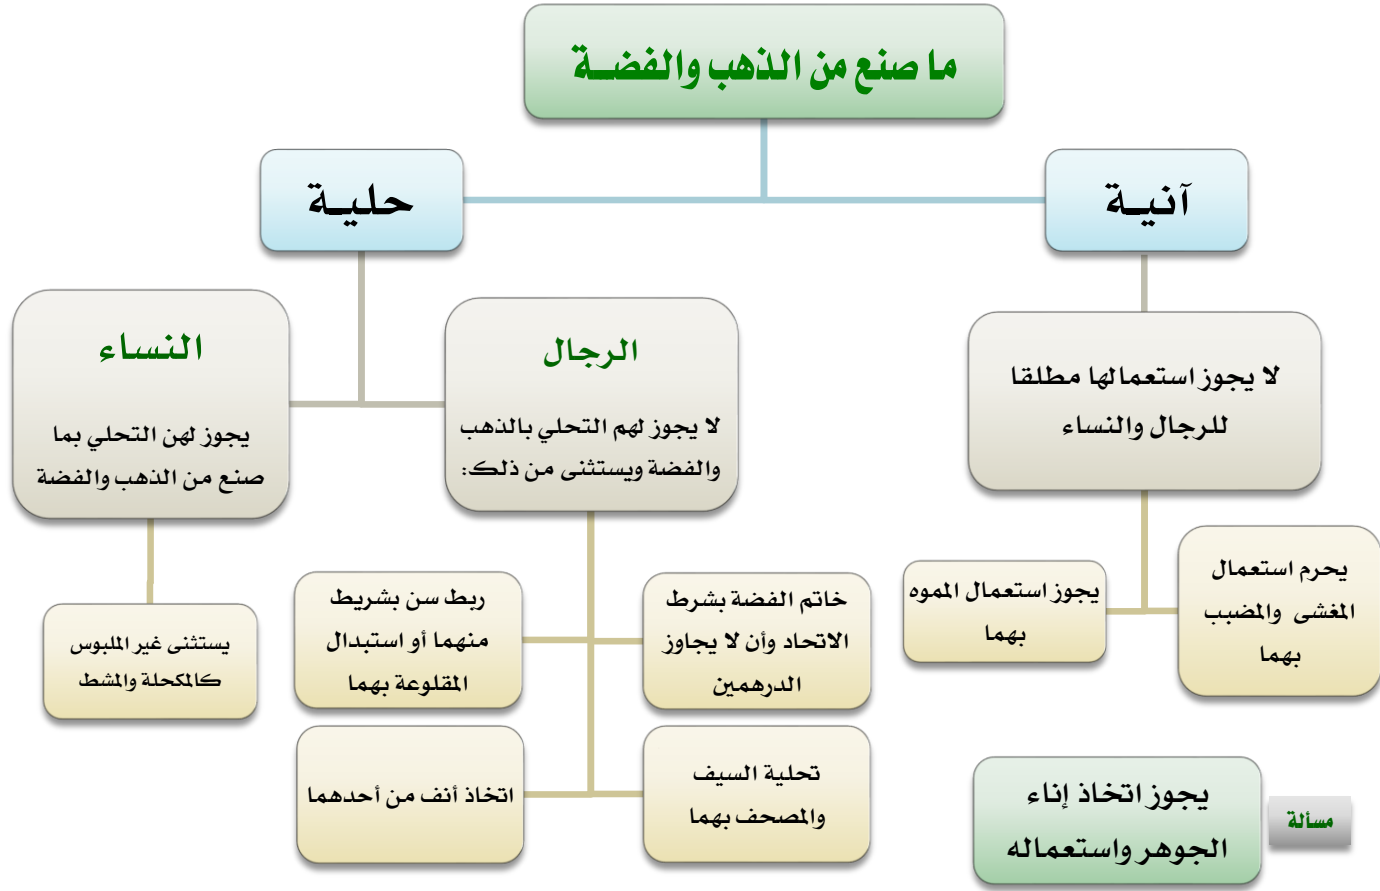 ما صنع من الذهب والفضة
آنية
حلية
لا يجوز استعمالها مطلقا
للرجال والنساء
يحرم استعمال
المغشى والمضبب
بهما
يجوز استعمال المموه
بهما
الرجال
لا يجوز لهم التحلي بالذهب
والفضة ويستثنى من ذلك:
خاتم الفضة بشرط
الاتحاد وأن لا يجاوز
الدرهمين
ربط سن بشريط
منهما أو استبدال
المقلوعة بهما
تحلية السيف
والمصحف بهما
اتخاذ أنف من أحدهما
النساء
يجوز لهن التحلي بما
صنع من الذهب والفضة
يستثنى غير الملبوس
كالمكحلة والمشط
مسألة
يجوز اتخاذ إناء
الجوهر واستعماله